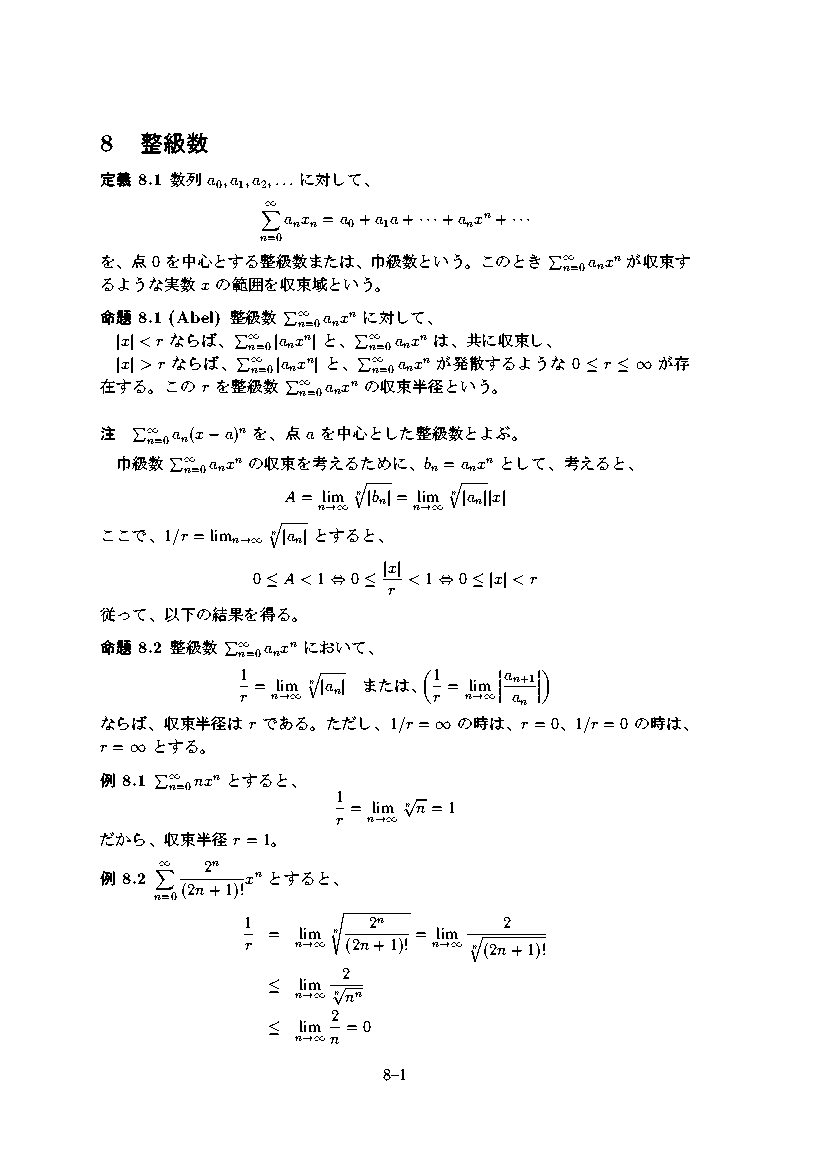 8 整級数
定義 8.1 数列 a₀, a₁, a₂, … に対して、
$\sum_{n=0}^{\infty} a_n x_n = a_0 + a_1 a + \cdots + a_n x^n + \cdots$
を、点 0 を中心とする整級数または、巾級数という。このとき $\sum_{n=0}^{\infty} a_n x^n$ が収束す
るような実数 x の範囲を収束域という。
命題 8.1 (Abel) 整級数 $\sum_{n=0}^{\infty} a_n x^n$ に対して、
$|x| < r$ ならば、$\sum_{n=0}^{\infty} |a_n x^n|$ と、$\sum_{n=0}^{\infty} a_n x^n$ は、共に収束し、
$|x| > r$ ならば、$\sum_{n=0}^{\infty} |a_n x^n|$ と、$\sum_{n=0}^{\infty} a_n x^n$ が発散するような $0 \leq r \leq \infty$ が存
在する。この r を整級数 $\sum_{n=0}^{\infty} a_n x^n$ の収束半径という。
注 $\sum_{n=0}^{\infty} a_n (x-a)^n$ を、点 a を中心とした整級数とよぶ。
巾級数 $\sum_{n=0}^{\infty} a_n x^n$ の収束を考えるために、$b_n = a_n x^n$ として、考えると、
$A = \lim_{n \to \infty} \sqrt[n]{|b_n|} = \lim_{n \to \infty} \sqrt[n]{|a_n|}|x|$
ここで、$1/r = \lim_{n \to \infty} \sqrt[n]{|a_n|}$ とすると、
$0 \leq A < 1 \Leftrightarrow 0 \leq \frac{|x|}{r} < 1 \Leftrightarrow 0 \leq |x| < r$
従って、以下の結果を得る。
命題 8.2 整級数 $\sum_{n=0}^{\infty} a_n x^n$ において、
$\frac{1}{r} = \lim_{n \to \infty} \sqrt[n]{|a_n|}$ または、$\left( \frac{1}{r} = \lim_{n \to \infty} \left| \frac{a_{n+1}}{a_n} \right| \right)$
ならば、収束半径は r である。ただし、$1/r = \infty$ の時は、$r = 0$、$1/r = 0$ の時は、
$r = \infty$ とする。
例 8.1 $\sum_{n=0}^{\infty} n x^n$ とすると、
$\frac{1}{r} = \lim_{n \to \infty} \sqrt[n]{n} = 1$
だから、収束半径 $r = 1$。
例 8.2 $\sum_{n=0}^{\infty} \frac{2^n}{(2n+1)!} x^n$ とすると、
$\frac{1}{r} = \lim_{n \to \infty} \sqrt[n]{\frac{2^n}{(2n+1)!}} = \lim_{n \to \infty} \frac{2}{\sqrt[n]{(2n+1)!}}$
$\leq \lim_{n \to \infty} \frac{2}{\sqrt[n]{n^n}}$
$\leq \lim_{n \to \infty} \frac{2}{n} = 0$
8–1